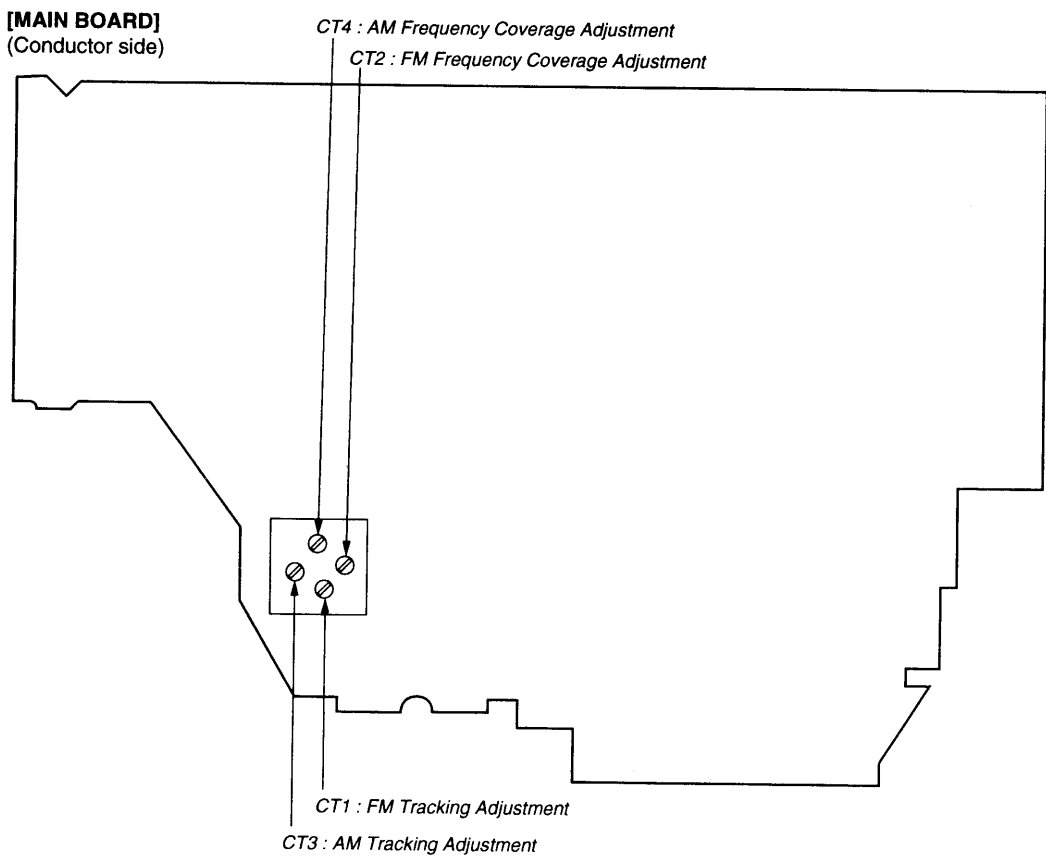 [MAIN BOARD]
(Conductor side)
CT4 : AM Frequency Coverage Adjustment
CT2 : FM Frequency Coverage Adjustment
CT1 : FM Tracking Adjustment
CT3 : AM Tracking Adjustment